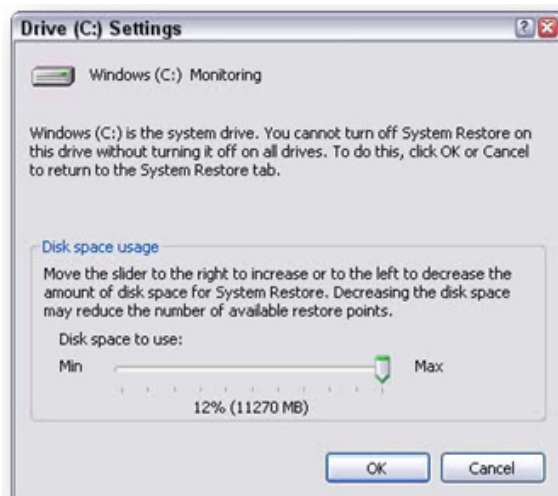 Drive (C:) Settings
Windows (C:) Monitoring
Windows (C:) is the system drive. You cannot turn off System Restore on
this drive without turning it off on all drives. To do this, click OK or Cancel
to return to the System Restore tab.
Disk space usage
Move the slider to the right to increase or to the left to decrease the
amount of disk space for System Restore. Decreasing the disk space
may reduce the number of available restore points.
Disk space to use:
Min Max
12% (11270 MB)
OK Cancel